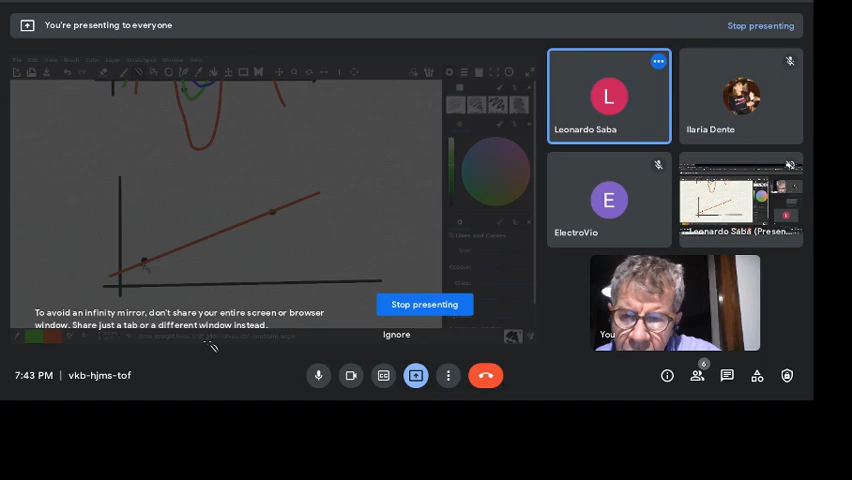 You're presenting to everyone
Stop presenting
L
Leonardo Saba
Ilaria Dente
E
ElectroVio
Leonardo Saba (Presen...
To avoid an infinity mirror, don't share your entire screen or browser
window. Share just a tab or a different window instead.
Stop presenting
Ignore
You
7:43 PM | vkb-hjms-tof
6